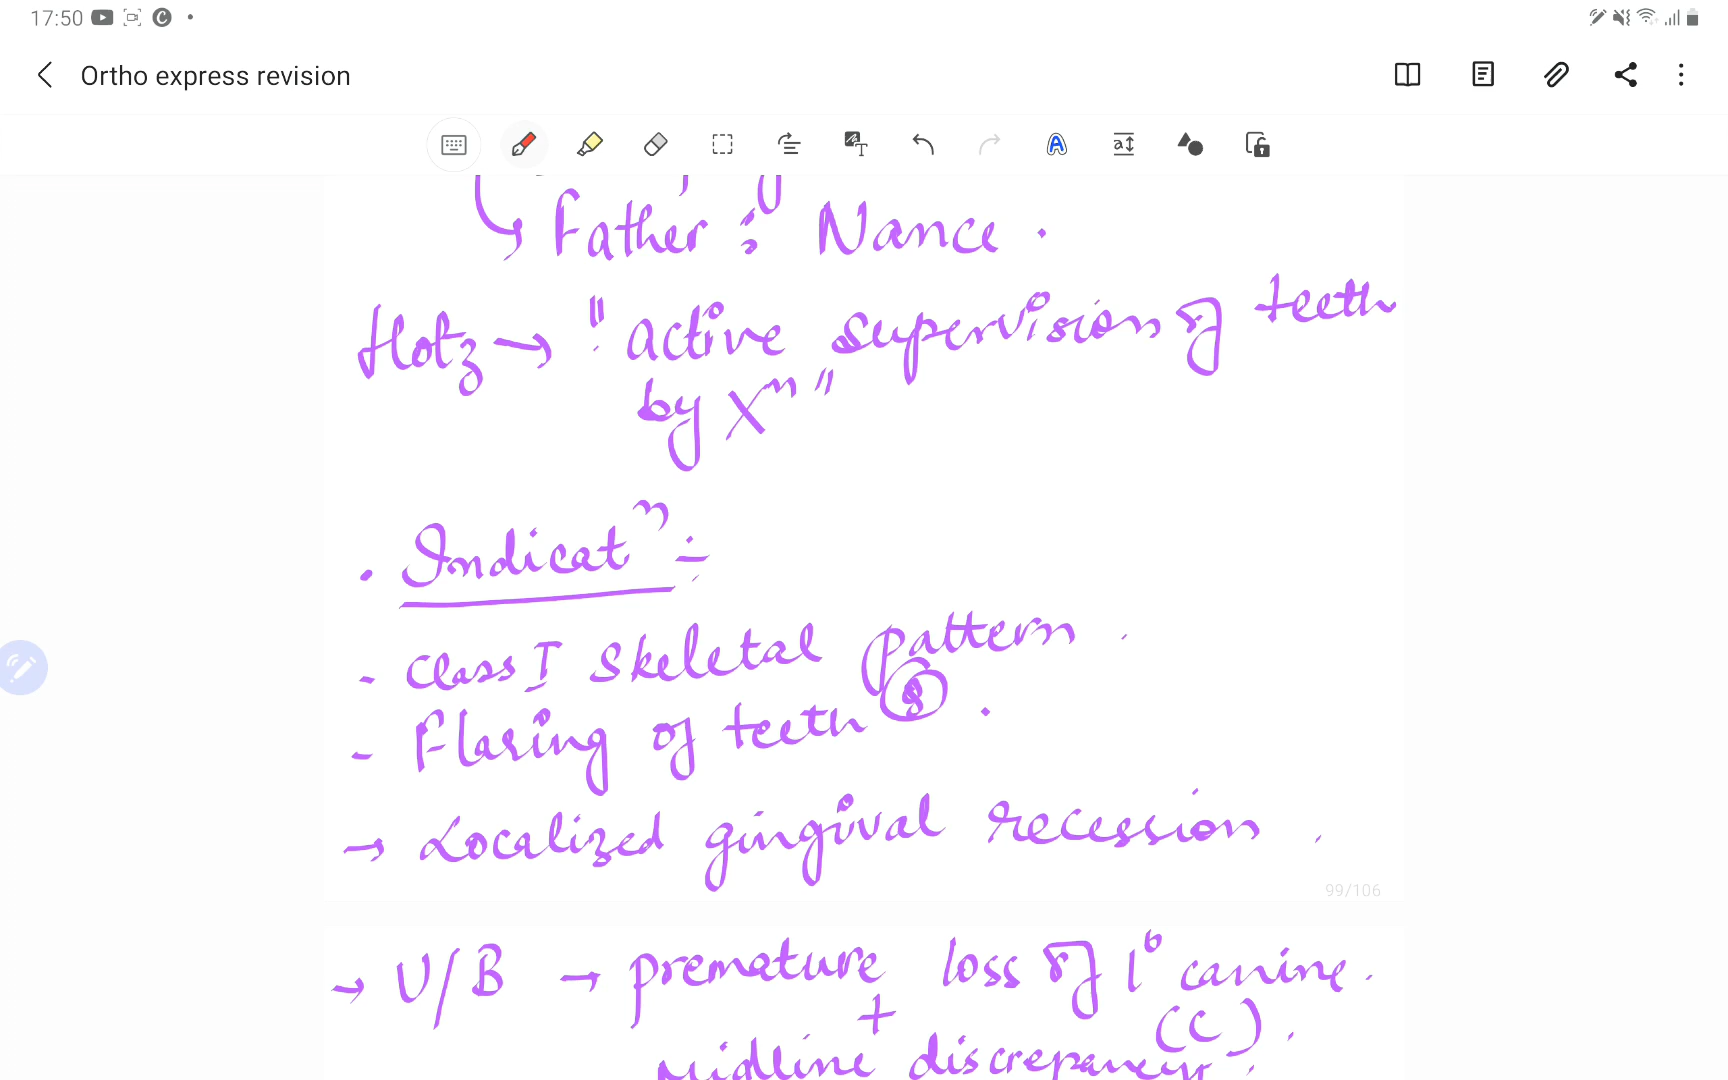 17:50
Ortho express revision
Father : Nance .
Hotz → "active supervision of teeth
by Xⁿ"
. Indicatⁿ :-
- Class I skeletal pattern .
- Flaring of teeth Ⓢ .
→ Localized gingival recession .
99/106
→ U/B → premature loss of 1° canine .
+ (C) .
midline discrepancy .